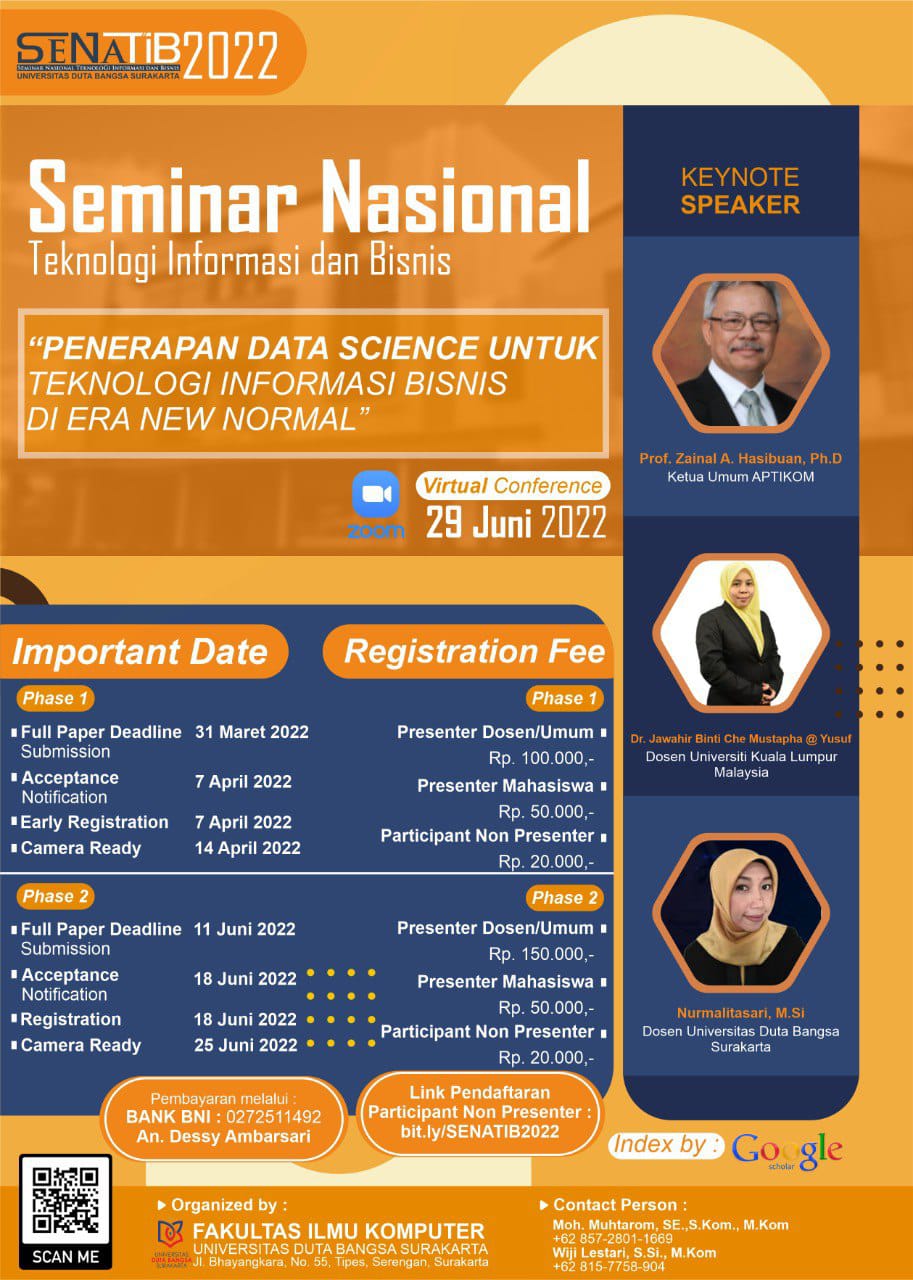 SENATIB 2022
SEMINAR NASIONAL TEKNOLOGI INFORMASI DAN BISNIS
UNIVERSITAS DUTA BANGSA SURAKARTA
Seminar Nasional
Teknologi Informasi dan Bisnis
“PENERAPAN DATA SCIENCE UNTUK
TEKNOLOGI INFORMASI BISNIS
DI ERA NEW NORMAL”
zoom
Virtual Conference
29 Juni 2022
KEYNOTE
SPEAKER
Prof. Zainal A. Hasibuan, Ph.D
Ketua Umum APTIKOM
Dr. Jawahir Binti Che Mustapha @ Yusuf
Dosen Universiti Kuala Lumpur
Malaysia
Nurmalitasari, M.Si
Dosen Universitas Duta Bangsa
Surakarta
Important Date
Phase 1
Full Paper Deadline 31 Maret 2022
Submission
Acceptance 7 April 2022
Notification
Early Registration 7 April 2022
Camera Ready 14 April 2022
Phase 2
Full Paper Deadline 11 Juni 2022
Submission
Acceptance 18 Juni 2022
Notification
Registration 18 Juni 2022
Camera Ready 25 Juni 2022
Registration Fee
Phase 1
Presenter Dosen/Umum
Rp. 100.000,-
Presenter Mahasiswa
Rp. 50.000,-
Participant Non Presenter
Rp. 20.000,-
Phase 2
Presenter Dosen/Umum
Rp. 150.000,-
Presenter Mahasiswa
Rp. 50.000,-
Participant Non Presenter
Rp. 20.000,-
Pembayaran melalui :
BANK BNI : 0272511492
An. Dessy Ambarsari
Link Pendaftaran
Participant Non Presenter :
bit.ly/SENATIB2022
Index by :
Google
scholar
SCAN ME
Organized by :
UNIVERSITAS
DUTA BANGSA
SURAKARTA
FAKULTAS ILMU KOMPUTER
UNIVERSITAS DUTA BANGSA SURAKARTA
Jl. Bhayangkara, No. 55, Tipes, Serengan, Surakarta
Contact Person :
Moh. Muhtarom, SE.,S.Kom., M.Kom
+62 857-2801-1669
Wiji Lestari, S.Si., M.Kom
+62 815-7758-904